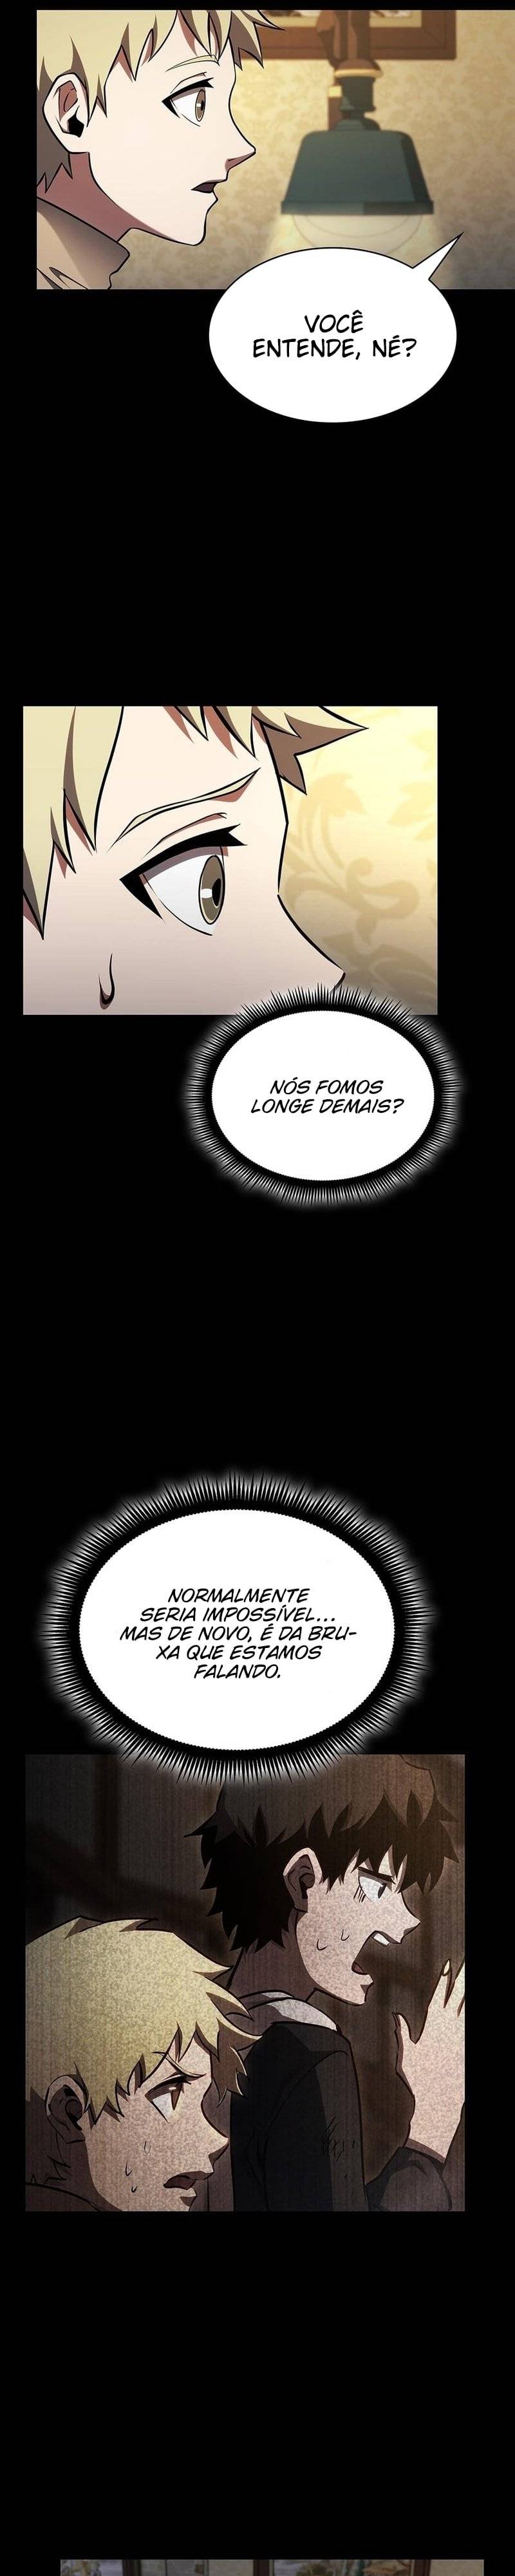 VOCÊ
ENTENDE, NÉ?
NÓS FOMOS
LONGE DEMAIS?
NORMALMENTE
SERIA IMPOSSÍVEL...
MAS DE NOVO, É DA BRU-
XA QUE ESTAMOS
FALANDO.